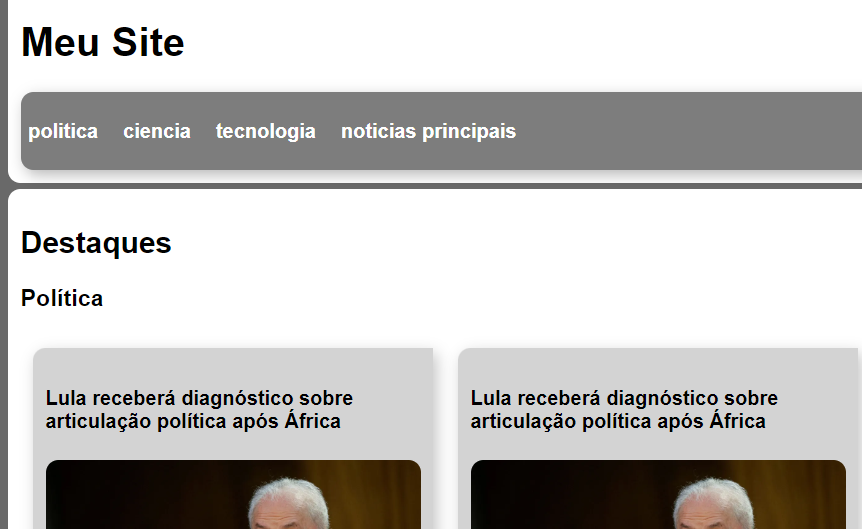 Meu Site
politica ciencia tecnologia noticias principais
Destaques
Política
Lula receberá diagnóstico sobre
articulação política após África
Lula receberá diagnóstico sobre
articulação política após África